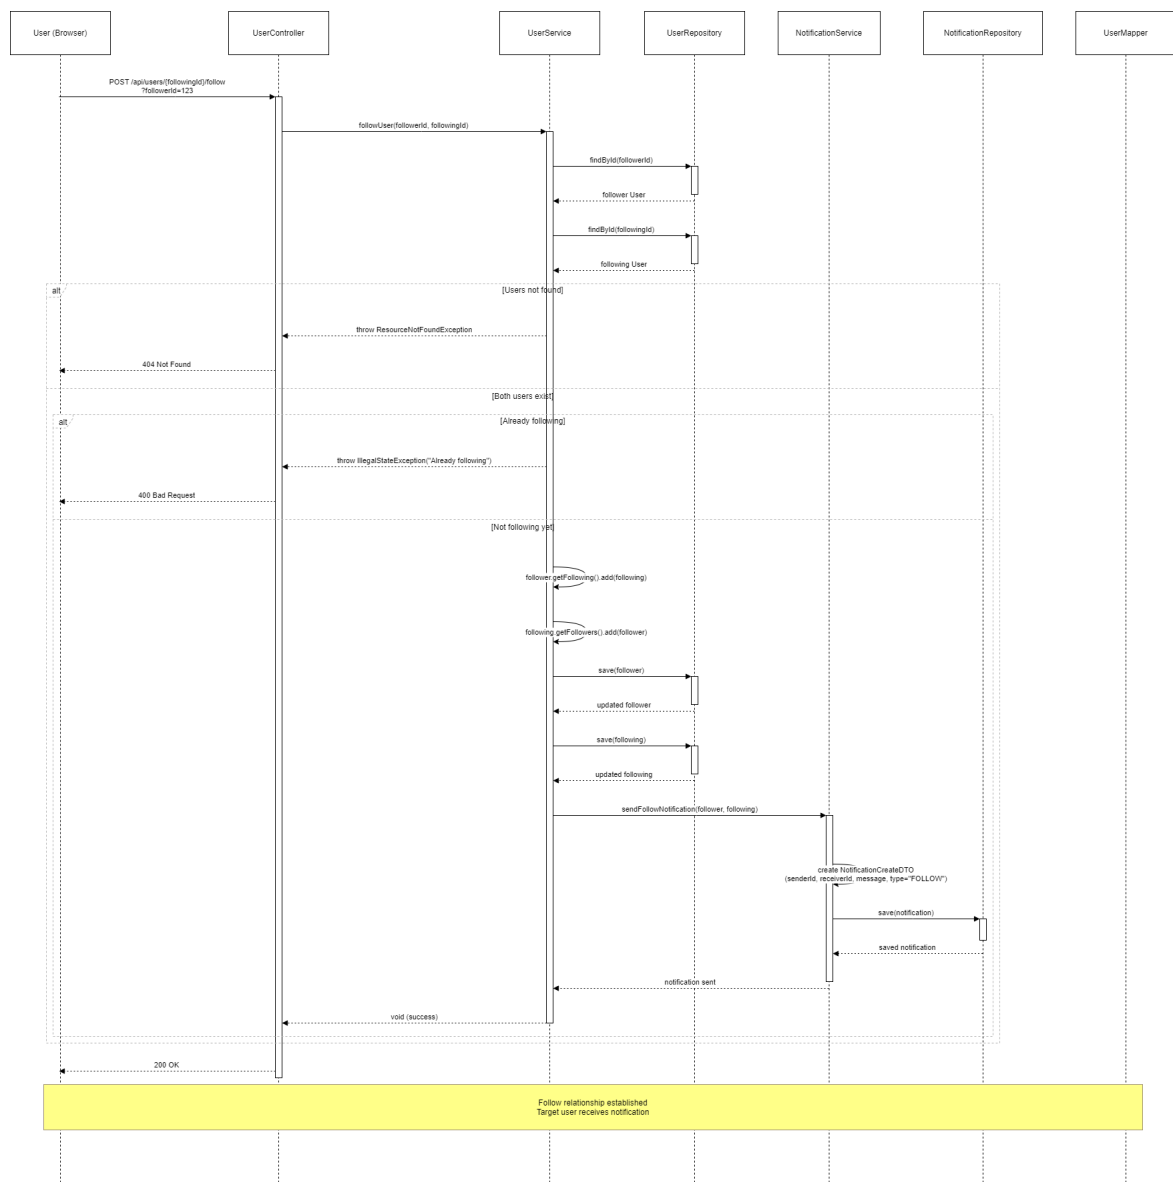 User (Browser)
UserController
UserService
UserRepository
NotificationService
NotificationRepository
UserMapper
POST /api/users/{followingId}/follow
?followerId=123
followUser(followerId, followingId)
findById(followerId)
follower User
findById(followingId)
following User
alt
[Users not found]
throw ResourceNotFoundException
404 Not Found
[Both users exist]
alt
[Already following]
throw IllegalStateException("Already following")
400 Bad Request
[Not following yet]
follower.getFollowing().add(following)
following.getFollowers().add(follower)
save(follower)
updated follower
save(following)
updated following
sendFollowNotification(follower, following)
create NotificationCreateDTO
(senderId, receiverId, message, type="FOLLOW")
save(notification)
saved notification
notification sent
void (success)
200 OK
Follow relationship established
Target user receives notification